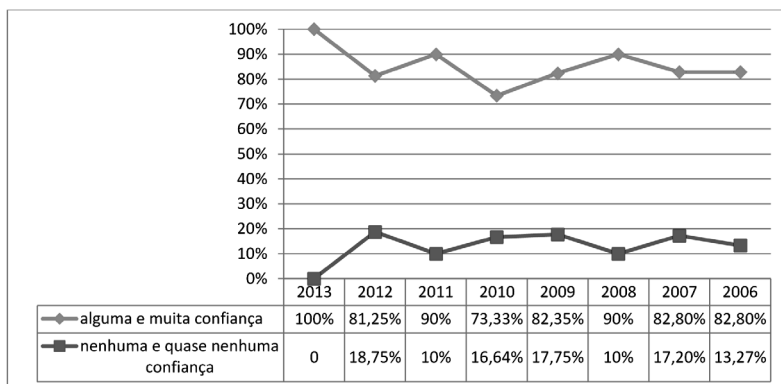 100%
90%
80%
70%
60%
50%
40%
30%
20%
10%
0%
2013 2012 2011 2010 2009 2008 2007 2006
alguma e muita confiança 100% 81,25% 90% 73,33% 82,35% 90% 82,80% 82,80%
nenhuma e quase nenhuma
confiança 0 18,75% 10% 16,64% 17,75% 10% 17,20% 13,27%